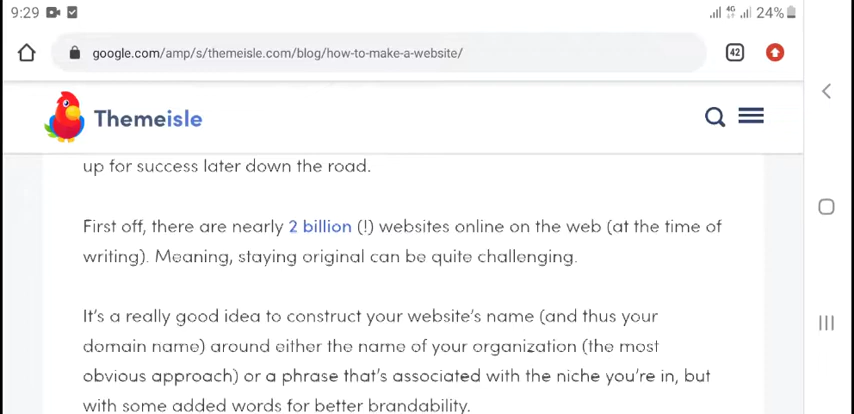 9:29 4G 24%
google.com/amp/s/themeisle.com/blog/how-to-make-a-website/ 42
Themeisle
up for success later down the road.
First off, there are nearly 2 billion (!) websites online on the web (at the time of
writing). Meaning, staying original can be quite challenging.
It's a really good idea to construct your website's name (and thus your
domain name) around either the name of your organization (the most
obvious approach) or a phrase that's associated with the niche you're in, but
with some added words for better brandability.